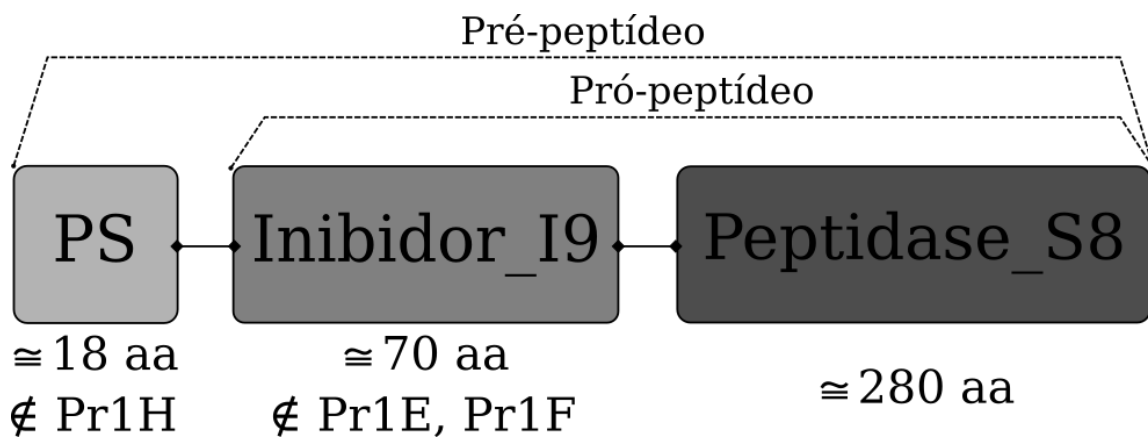 Pré-peptídeo
Pró-peptídeo
PS Inibidor_I9 Peptidase_S8
≅ 18 aa ≅ 70 aa ≅ 280 aa
∉ Pr1H ∉ Pr1E, Pr1F